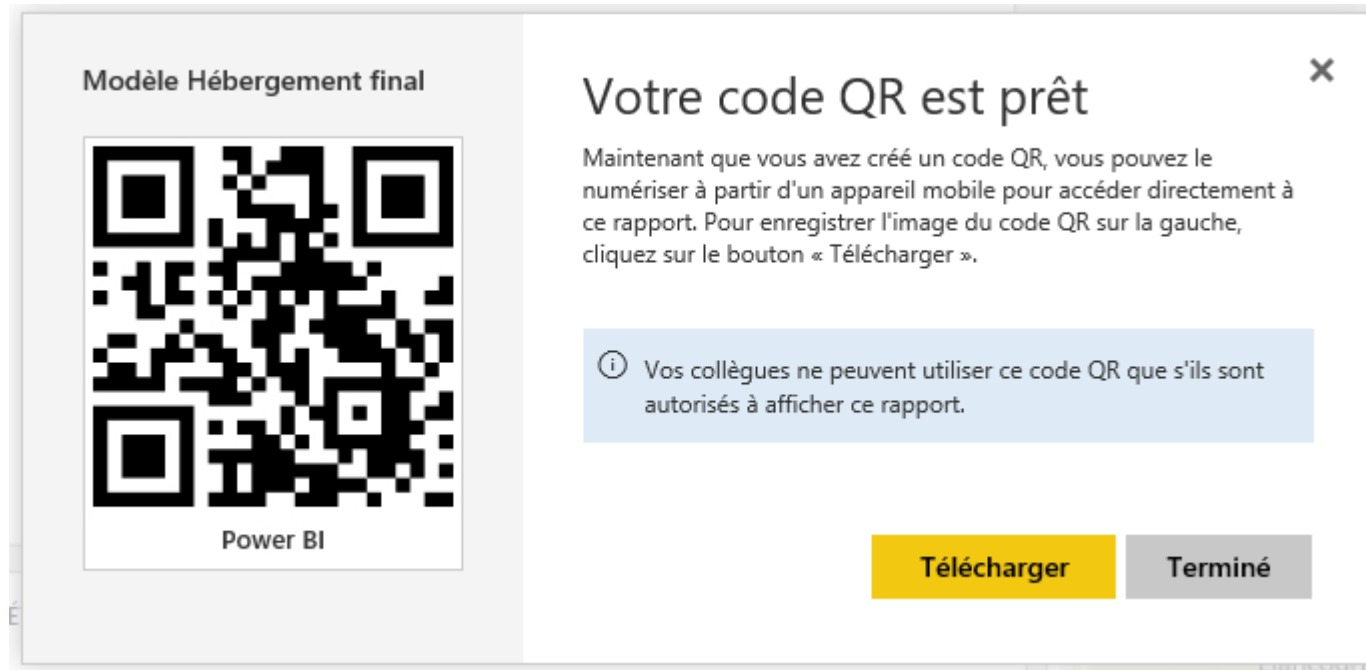 Modèle Hébergement final
Power BI
Votre code QR est prêt
Maintenant que vous avez créé un code QR, vous pouvez le
numériser à partir d'un appareil mobile pour accéder directement à
ce rapport. Pour enregistrer l'image du code QR sur la gauche,
cliquez sur le bouton « Télécharger ».
Vos collègues ne peuvent utiliser ce code QR que s'ils sont
autorisés à afficher ce rapport.
Télécharger
Terminé